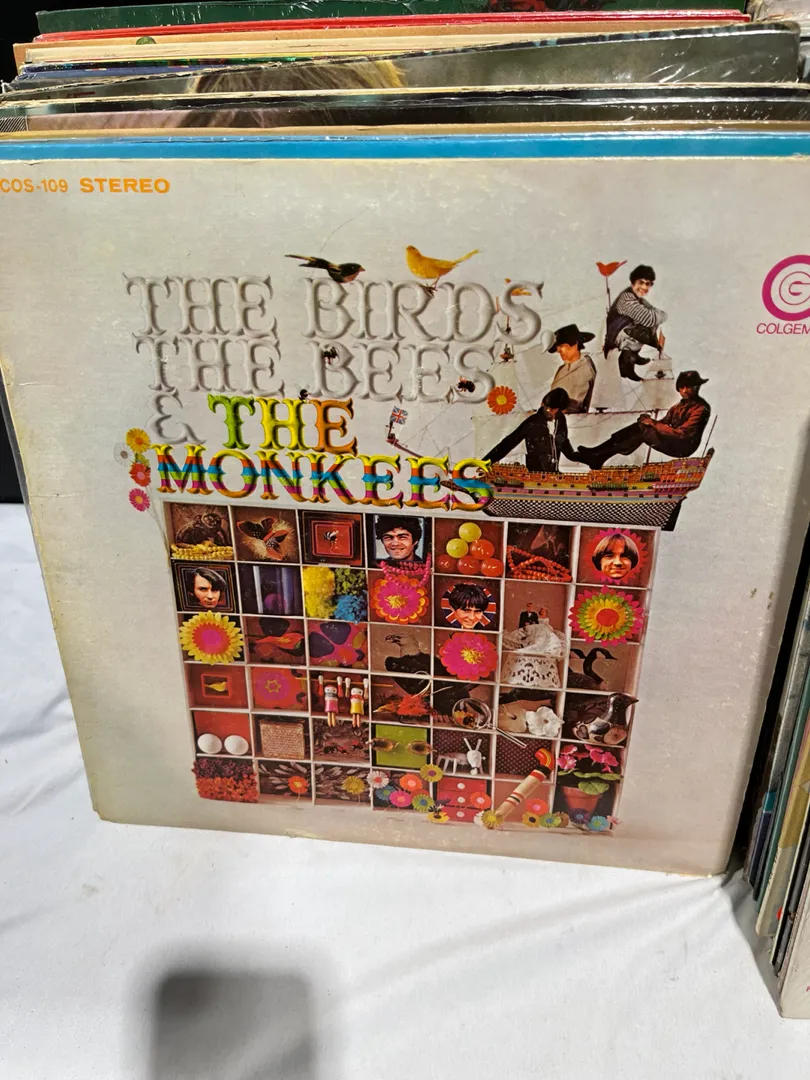 COS-109 STEREO
THE BIRDS,
THE BEES
& THE
MONKEES
G
COLGEM